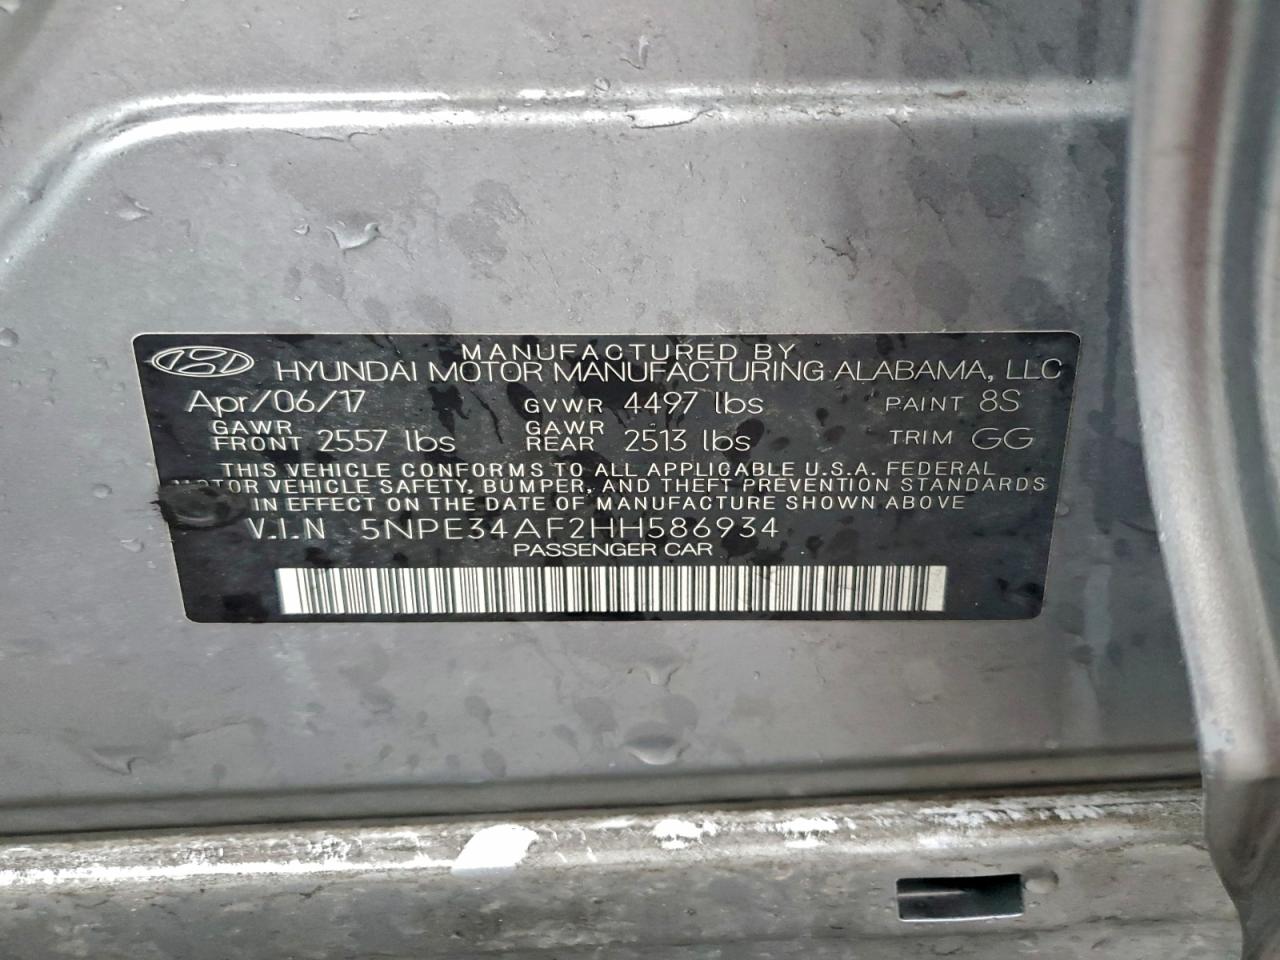 MANUFACTURED BY
HYUNDAI MOTOR MANUFACTURING ALABAMA, LLC
Apr/06/17 GVWR 4497 lbs PAINT 8S
GAWR FRONT 2557 lbs GAWR REAR 2513 lbs TRIM GG
THIS VEHICLE CONFORMS TO ALL APPLICABLE U.S.A. FEDERAL
MOTOR VEHICLE SAFETY, BUMPER, AND THEFT PREVENTION STANDARDS
IN EFFECT ON THE DATE OF MANUFACTURE SHOWN ABOVE
V.I.N 5NPE34AF2HH586934
PASSENGER CAR